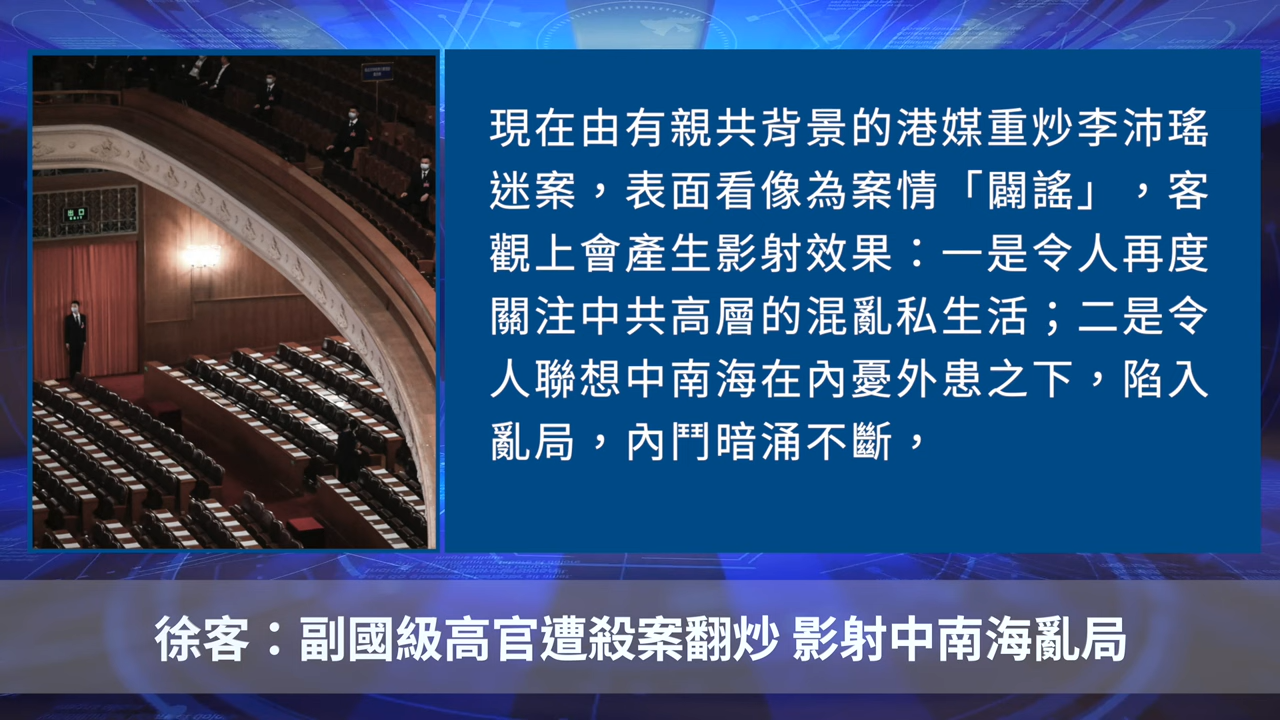 現在由有親共背景的港媒重炒李沛瑤
迷案，表面看像為案情「闢謠」，客
觀上會產生影射效果：一是令人再度
關注中共高層的混亂私生活；二是令
人聯想中南海在內憂外患之下，陷入
亂局，內鬥暗涌不斷，
出口
徐客：副國級高官遭殺案翻炒 影射中南海亂局